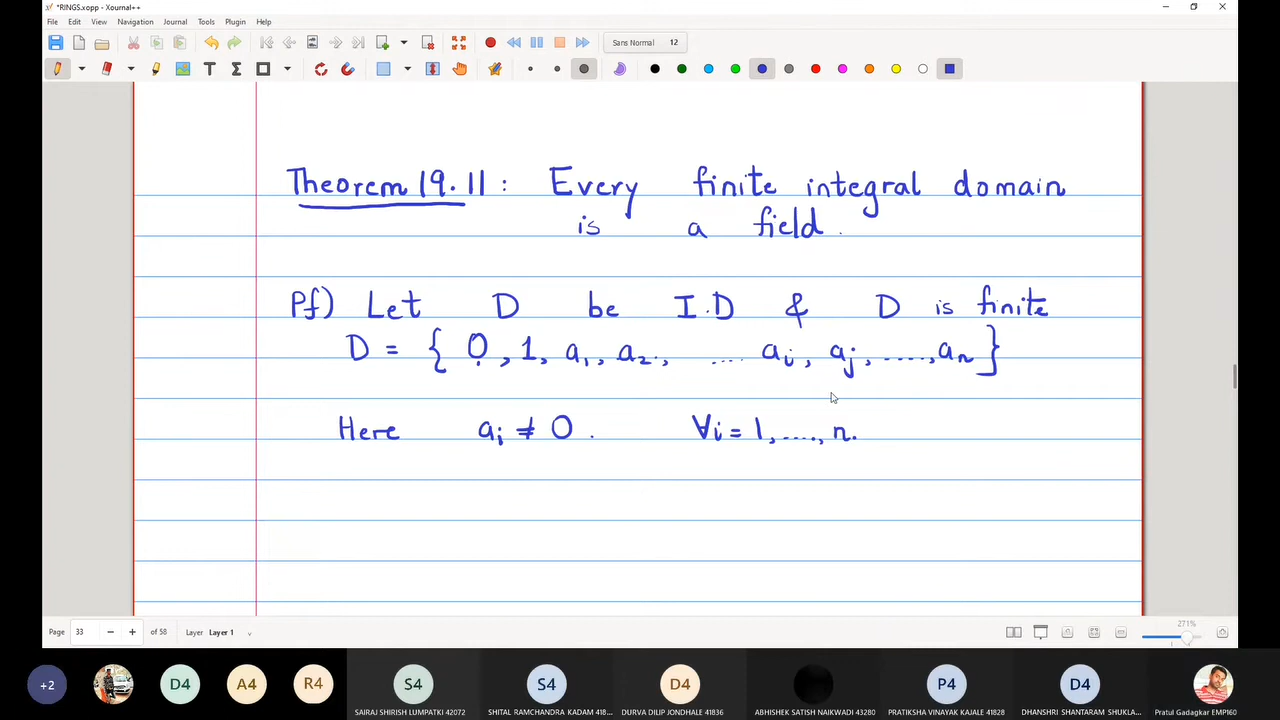 *RINGS.xopp - Xournal++
File Edit View Navigation Journal Tools Plugin Help
Sans Normal 12
Theorem 19.11 : Every finite integral domain
is a field.
Pf) Let D be I.D & D is finite
D = { 0, 1, a1, a2, .... ai, aj, ....., an }
Here ai ≠ 0. ∀i = 1, ...., n.
271%
Page 33 of 58 Layer Layer 1
+2 D4 A4 R4 S4 S4 D4 P4 D4
SAIRAJ SHIRISH LUMPATKI 42072 SHITAL RAMCHANDRA KADAM 418... DURVA DILIP JONDHALE 41836 ABHISHEK SATISH NAIKWADI 43280 PRATIKSHA VINAYAK KAJALE 41828 DHANSHRI SHANTARAM SHUKLA... Pratul Gadagkar EMP160